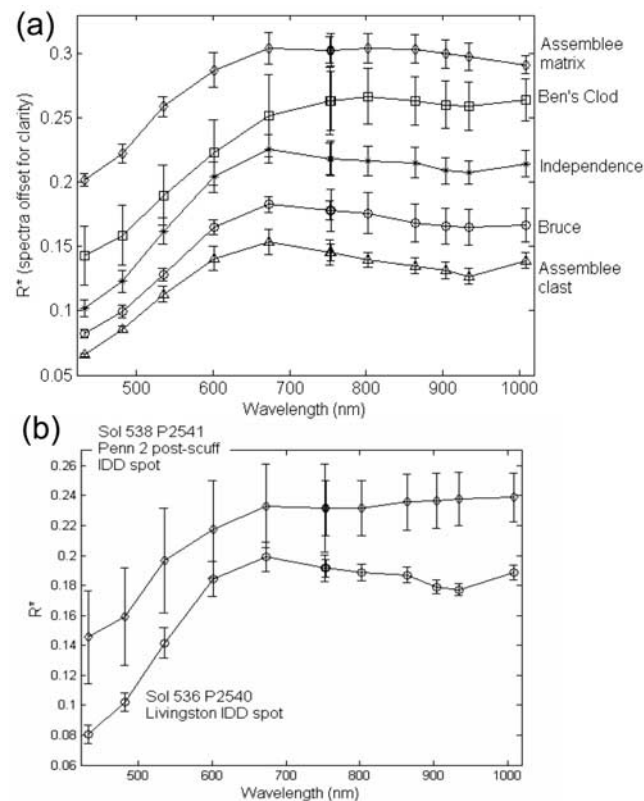 (a)
R* (spectra offset for clarity)
0.3
0.25
0.2
0.15
0.1
0.05
500 600 700 800 900 1000
Wavelength (nm)
Assemblee
matrix
Ben's Clod
Independence
Bruce
Assemblee
clast
(b)
Sol 538 P2541
Penn 2 post-scuff
IDD spot
R*
0.26
0.24
0.22
0.2
0.18
0.16
0.14
0.12
0.1
0.08
0.06
Sol 536 P2540
Livingston IDD spot
500 600 700 800 900 1000
Wavelength (nm)